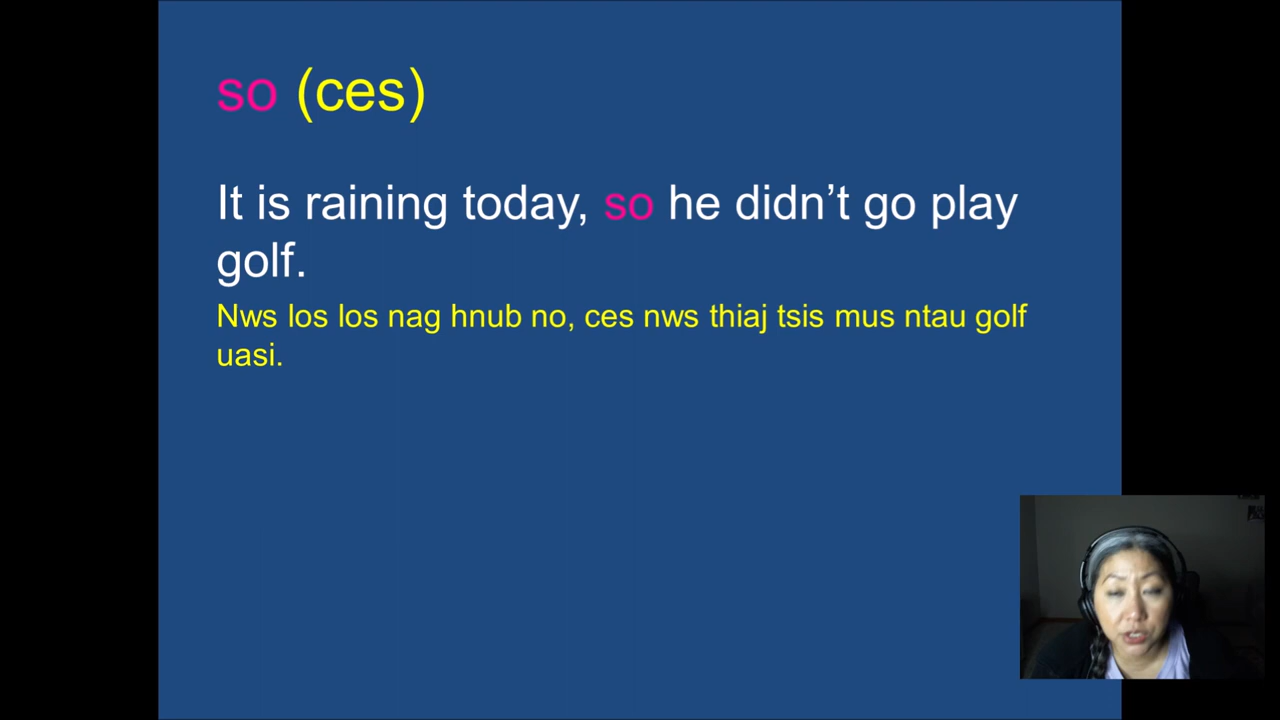 so (ces)
It is raining today, so he didn’t go play
golf.
Nws los los nag hnub no, ces nws thiaj tsis mus ntau golf
uasi.